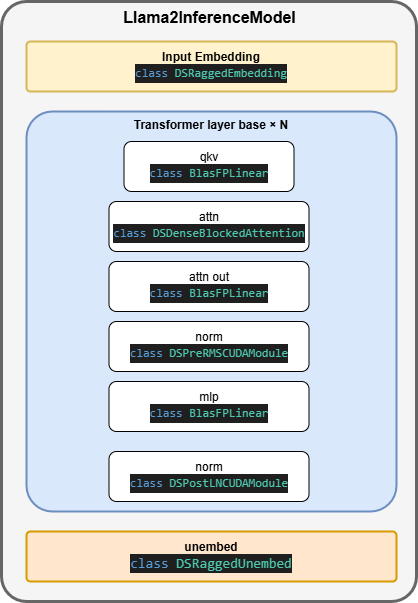 Llama2InferenceModel
Input Embedding
class DSRaggedEmbedding
Transformer layer base × N
qkv
class BlasFPLinear
attn
class DSDenseBlockedAttention
attn out
class BlasFPLinear
norm
class DSPreRMSCUDAModule
mlp
class BlasFPLinear
norm
class DSPostLNCUDAModule
unembed
class DSRaggedUnembed